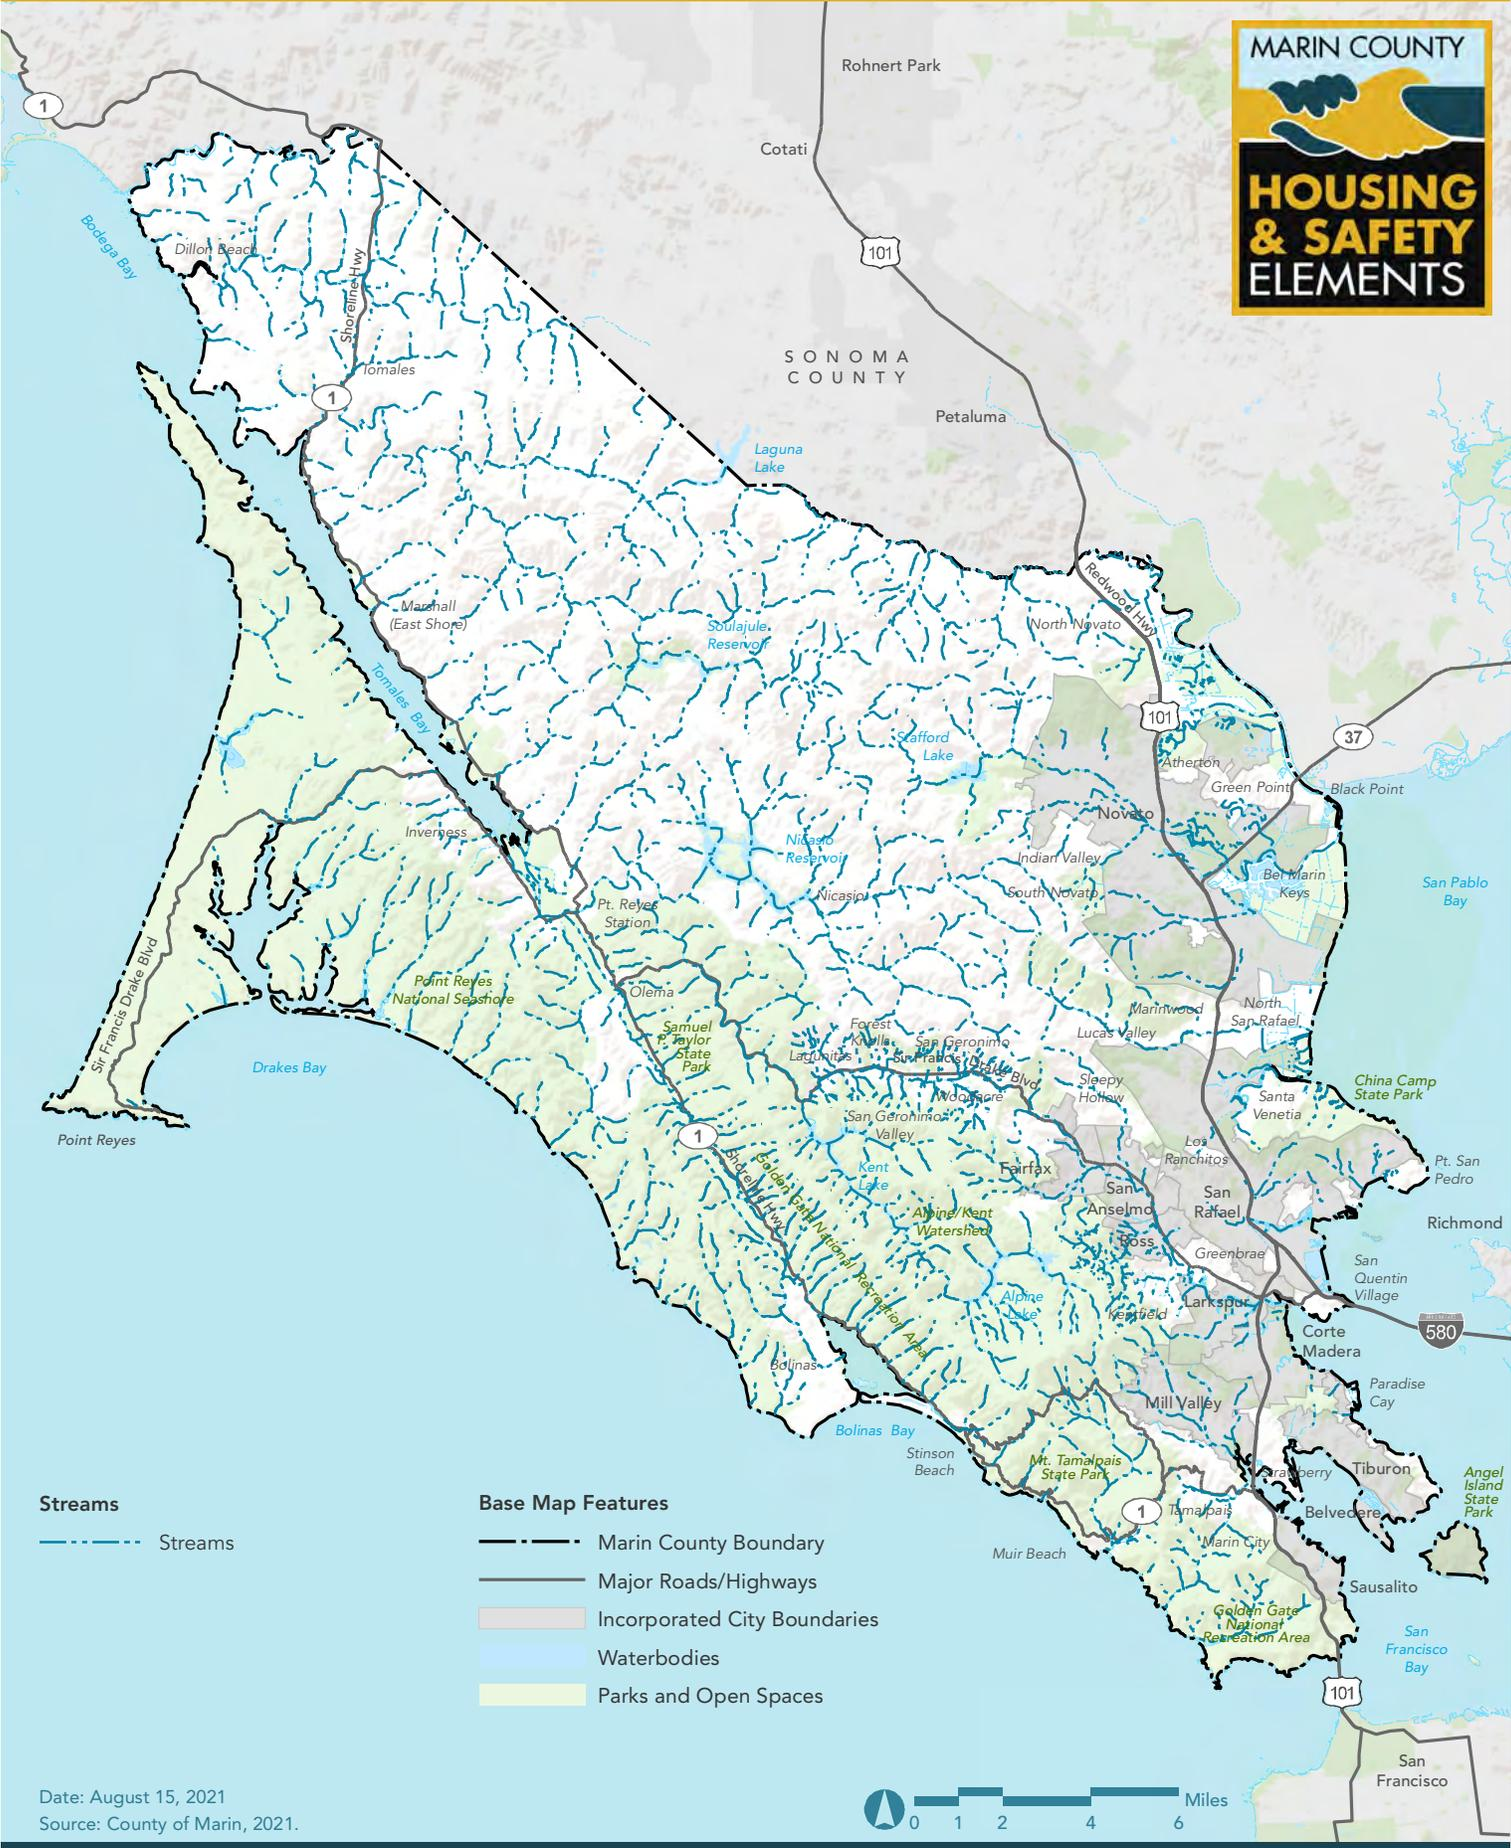 MARIN COUNTY
HOUSING
& SAFETY
ELEMENTS
Rohnert Park
1
Cotati
101
Bodega Bay
Dillon Beach
Shoreline Hwy
SONOMA
COUNTY
Tomales
1
Petaluma
Laguna
Lake
Redwood Hwy
Marshall
(East Shore)
North Novato
Soulajule
Reservoir
Tomales Bay
101
37
Stafford
Lake
Atherton
Green Point
Black Point
Novato
Inverness
Nicasio
Reservoir
Indian Valley
Bel Marin
Keys
San Pablo
Bay
South Novato
Nicasio
Pt. Reyes
Station
Sir Francis Drake Blvd
Point Reyes
National Seashore
Olema
Marinwood
North
San Rafael
Samuel
P. Taylor
State
Park
Forest
Knolls
Lucas Valley
San Geronimo
Lagunitas
Sir Francis Drake Blvd
Drakes Bay
Sleepy
Hollow
China Camp
State Park
Woodacre
Santa
Venetia
San Geronimo
Valley
Point Reyes
1
Los
Ranchitos
Shoreline Hwy
Golden Gate National Recreation Area
Kent
Lake
Fairfax
Pt. San
Pedro
San
Anselmo
San
Rafael
Alpine/Kent
Watershed
Richmond
Ross
Greenbrae
San
Quentin
Village
Alpine
Lake
Kentfield
Larkspur
580
Corte
Madera
Bolinas
Paradise
Cay
Mill Valley
Bolinas Bay
Stinson
Beach
Mt. Tamalpais
State Park
Strawberry
Tiburon
Angel
Island
State
Park
1
Tamalpais
Belvedere
Muir Beach
Marin City
Sausalito
Golden Gate
National
Recreation Area
San
Francisco
Bay
101
San
Francisco
Streams
Streams
Base Map Features
Marin County Boundary
Major Roads/Highways
Incorporated City Boundaries
Waterbodies
Parks and Open Spaces
Date: August 15, 2021
Source: County of Marin, 2021.
0 1 2 4 6
Miles